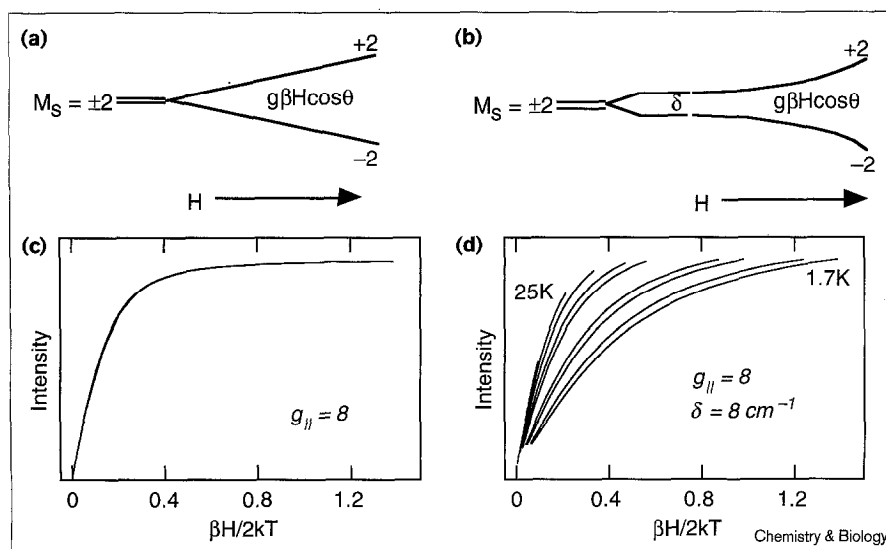 (a)
+2
M_S = ±2
gβHcosθ
−2
H
(b)
+2
M_S = ±2
δ
gβHcosθ
−2
H
(c)
Intensity
g_{//} = 8
0 0.4 0.8 1.2
βH/2kT
(d)
Intensity
25K
1.7K
g_{//} = 8
δ = 8 cm⁻¹
0 0.4 0.8 1.2
βH/2kT
Chemistry & Biology